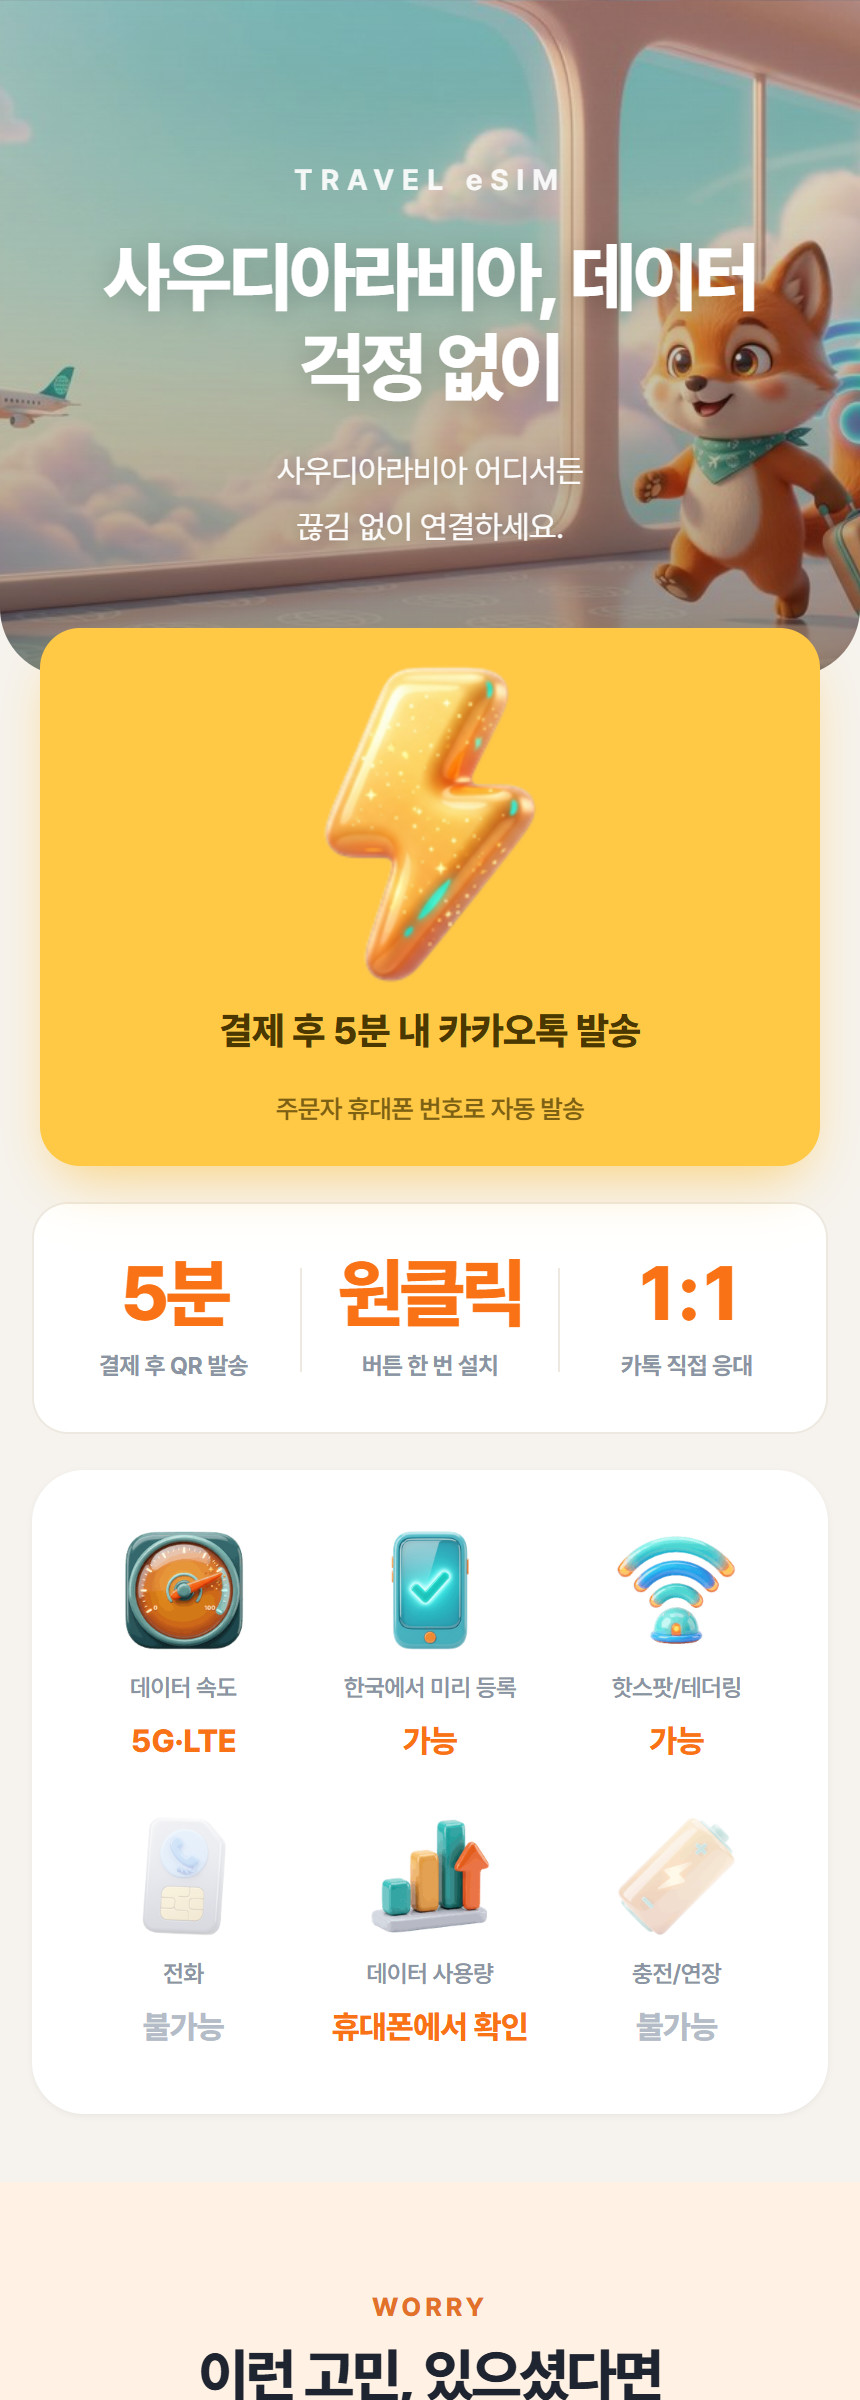 TRAVEL eSIM
사우디아라비아, 데이터
걱정 없이
사우디아라비아 어디서든
끊김 없이 연결하세요.
결제 후 5분 내 카카오톡 발송
주문자 휴대폰 번호로 자동 발송
5분
결제 후 QR 발송
원클릭
버튼 한 번 설치
1:1
카톡 직접 응대
데이터 속도
5G·LTE
한국에서 미리 등록
가능
핫스팟/테더링
가능
전화
불가능
데이터 사용량
휴대폰에서 확인
충전/연장
불가능
WORRY
이런 고민, 있으셨다면